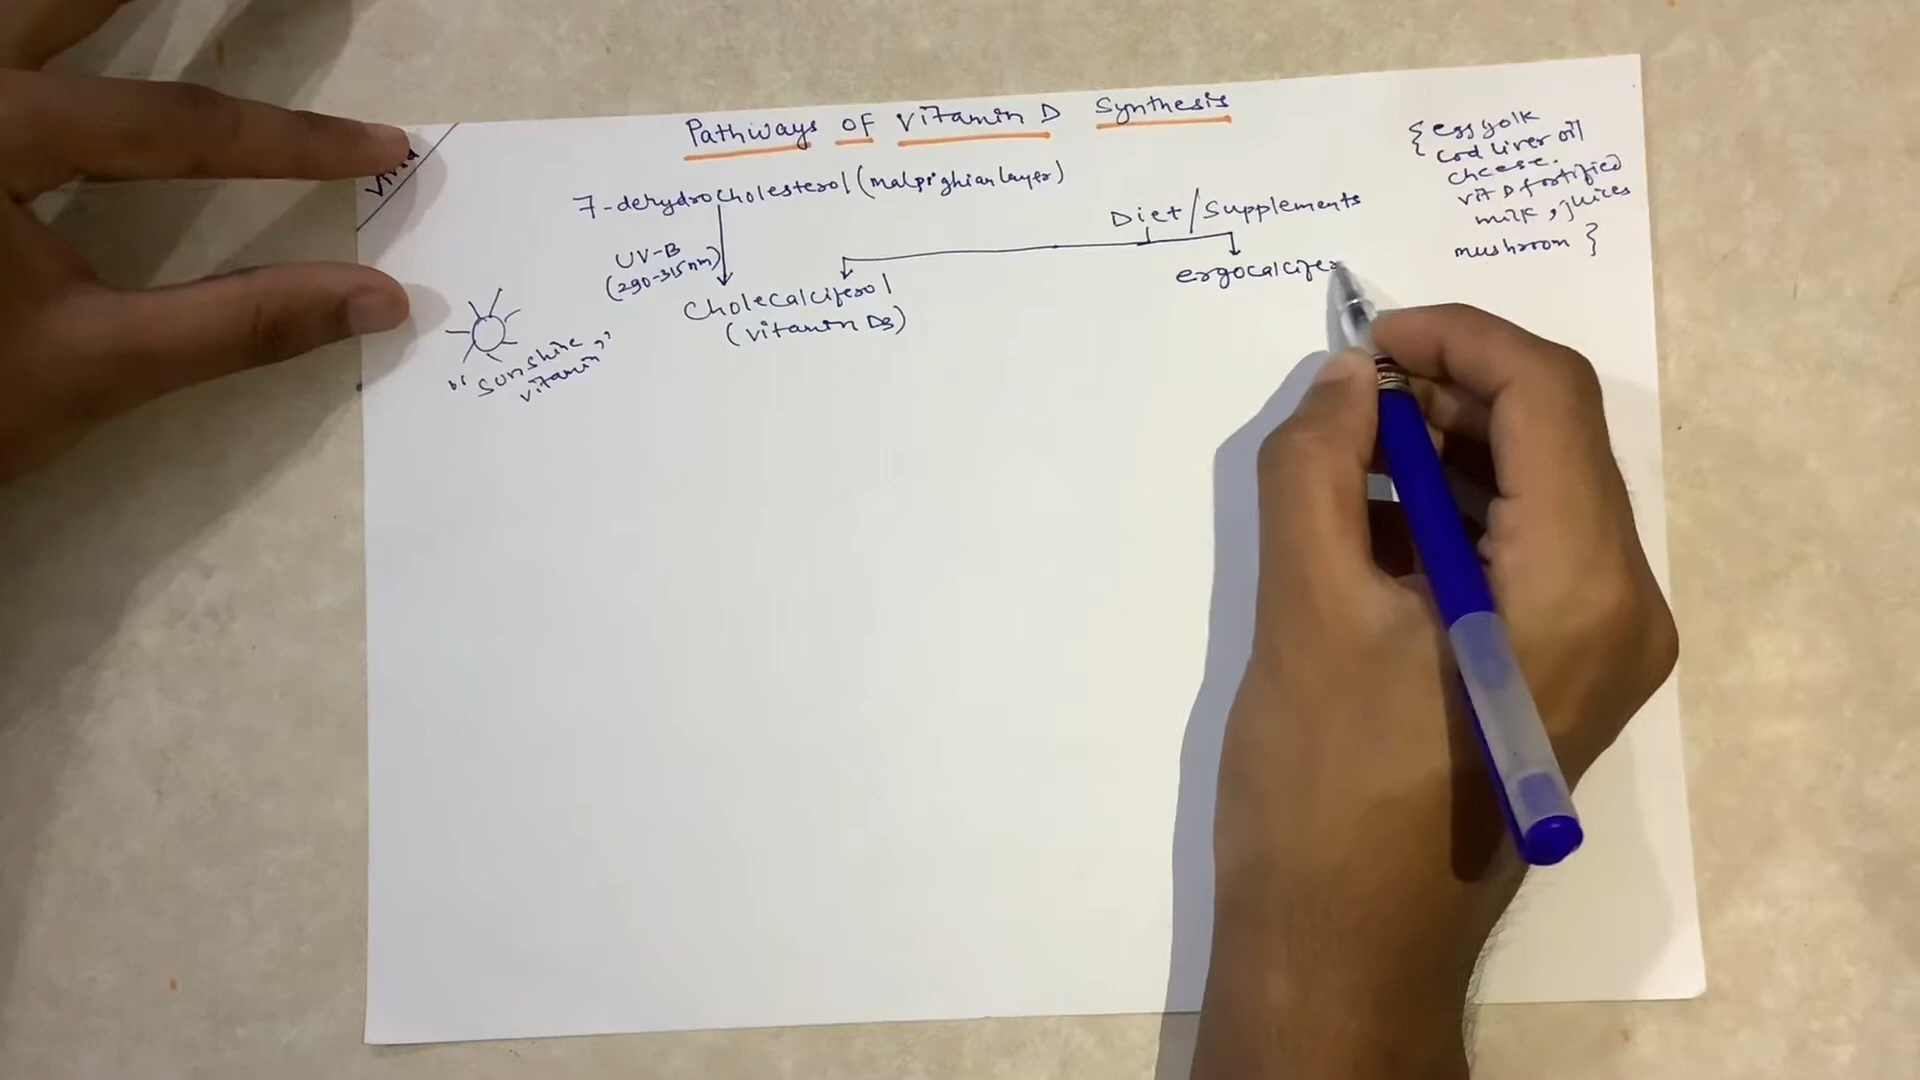 Pathways of Vitamin D Synthesis
7-dehydrocholesterol (malpighian layer)
UV-B
(290-315nm)
Cholecalciferol
(vitamin D3)
"Sunshine
vitamin"
Diet/Supplements
ergocalcifer
{ egg yolk
cod liver oil
cheese.
vit D fortified
milk, juices
mushroom }